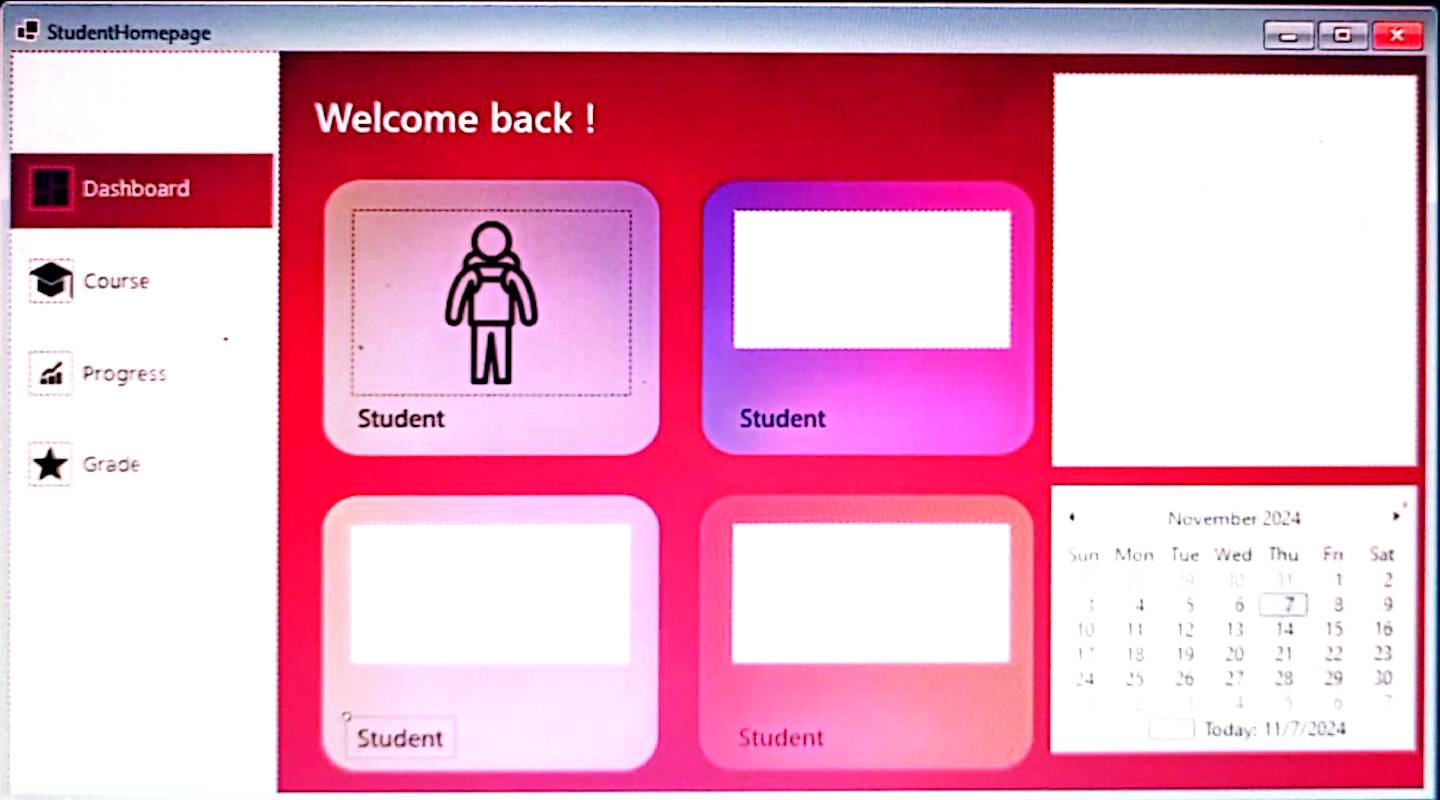 StudentHomepage
Welcome back !
Dashboard
Course
Progress
Grade
Student
Student
Student
Student
November 2024
Sun Mon Tue Wed Thu Fri Sat
28 29 30 31 1 2
3 4 5 6 7 8 9
10 11 12 13 14 15 16
17 18 19 20 21 22 23
24 25 26 27 28 29 30
1 2 3 4 5 6 7
Today: 11/7/2024